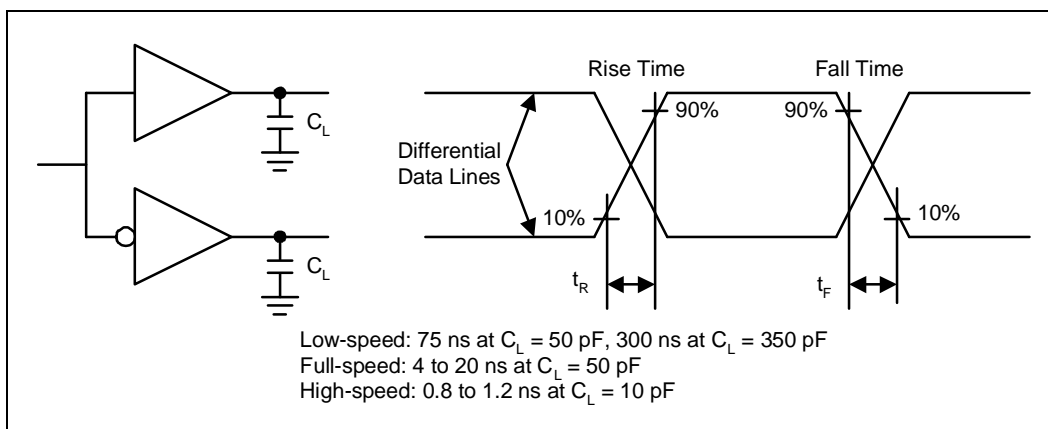 Rise Time
Fall Time
90%
90%
C_L
Differential
Data Lines
10%
10%
C_L
t_R
t_F
Low-speed: 75 ns at C_L = 50 pF, 300 ns at C_L = 350 pF
Full-speed: 4 to 20 ns at C_L = 50 pF
High-speed: 0.8 to 1.2 ns at C_L = 10 pF